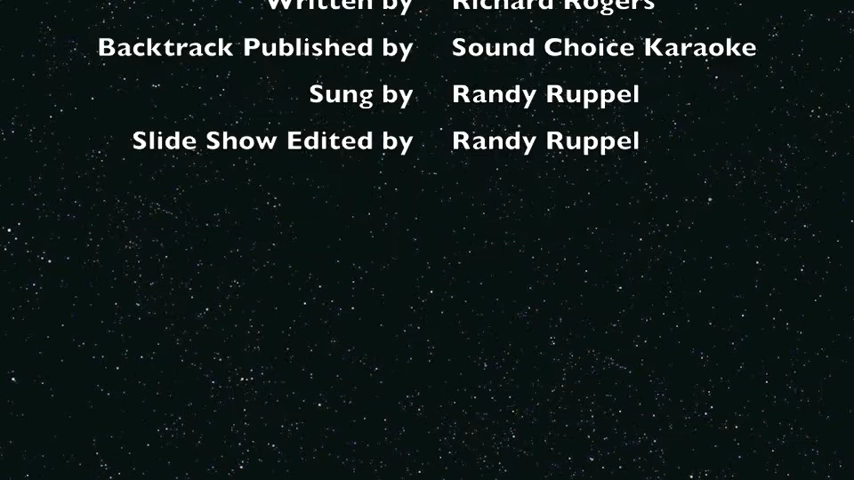 Written by Richard Rogers
Backtrack Published by Sound Choice Karaoke
Sung by Randy Ruppel
Slide Show Edited by Randy Ruppel